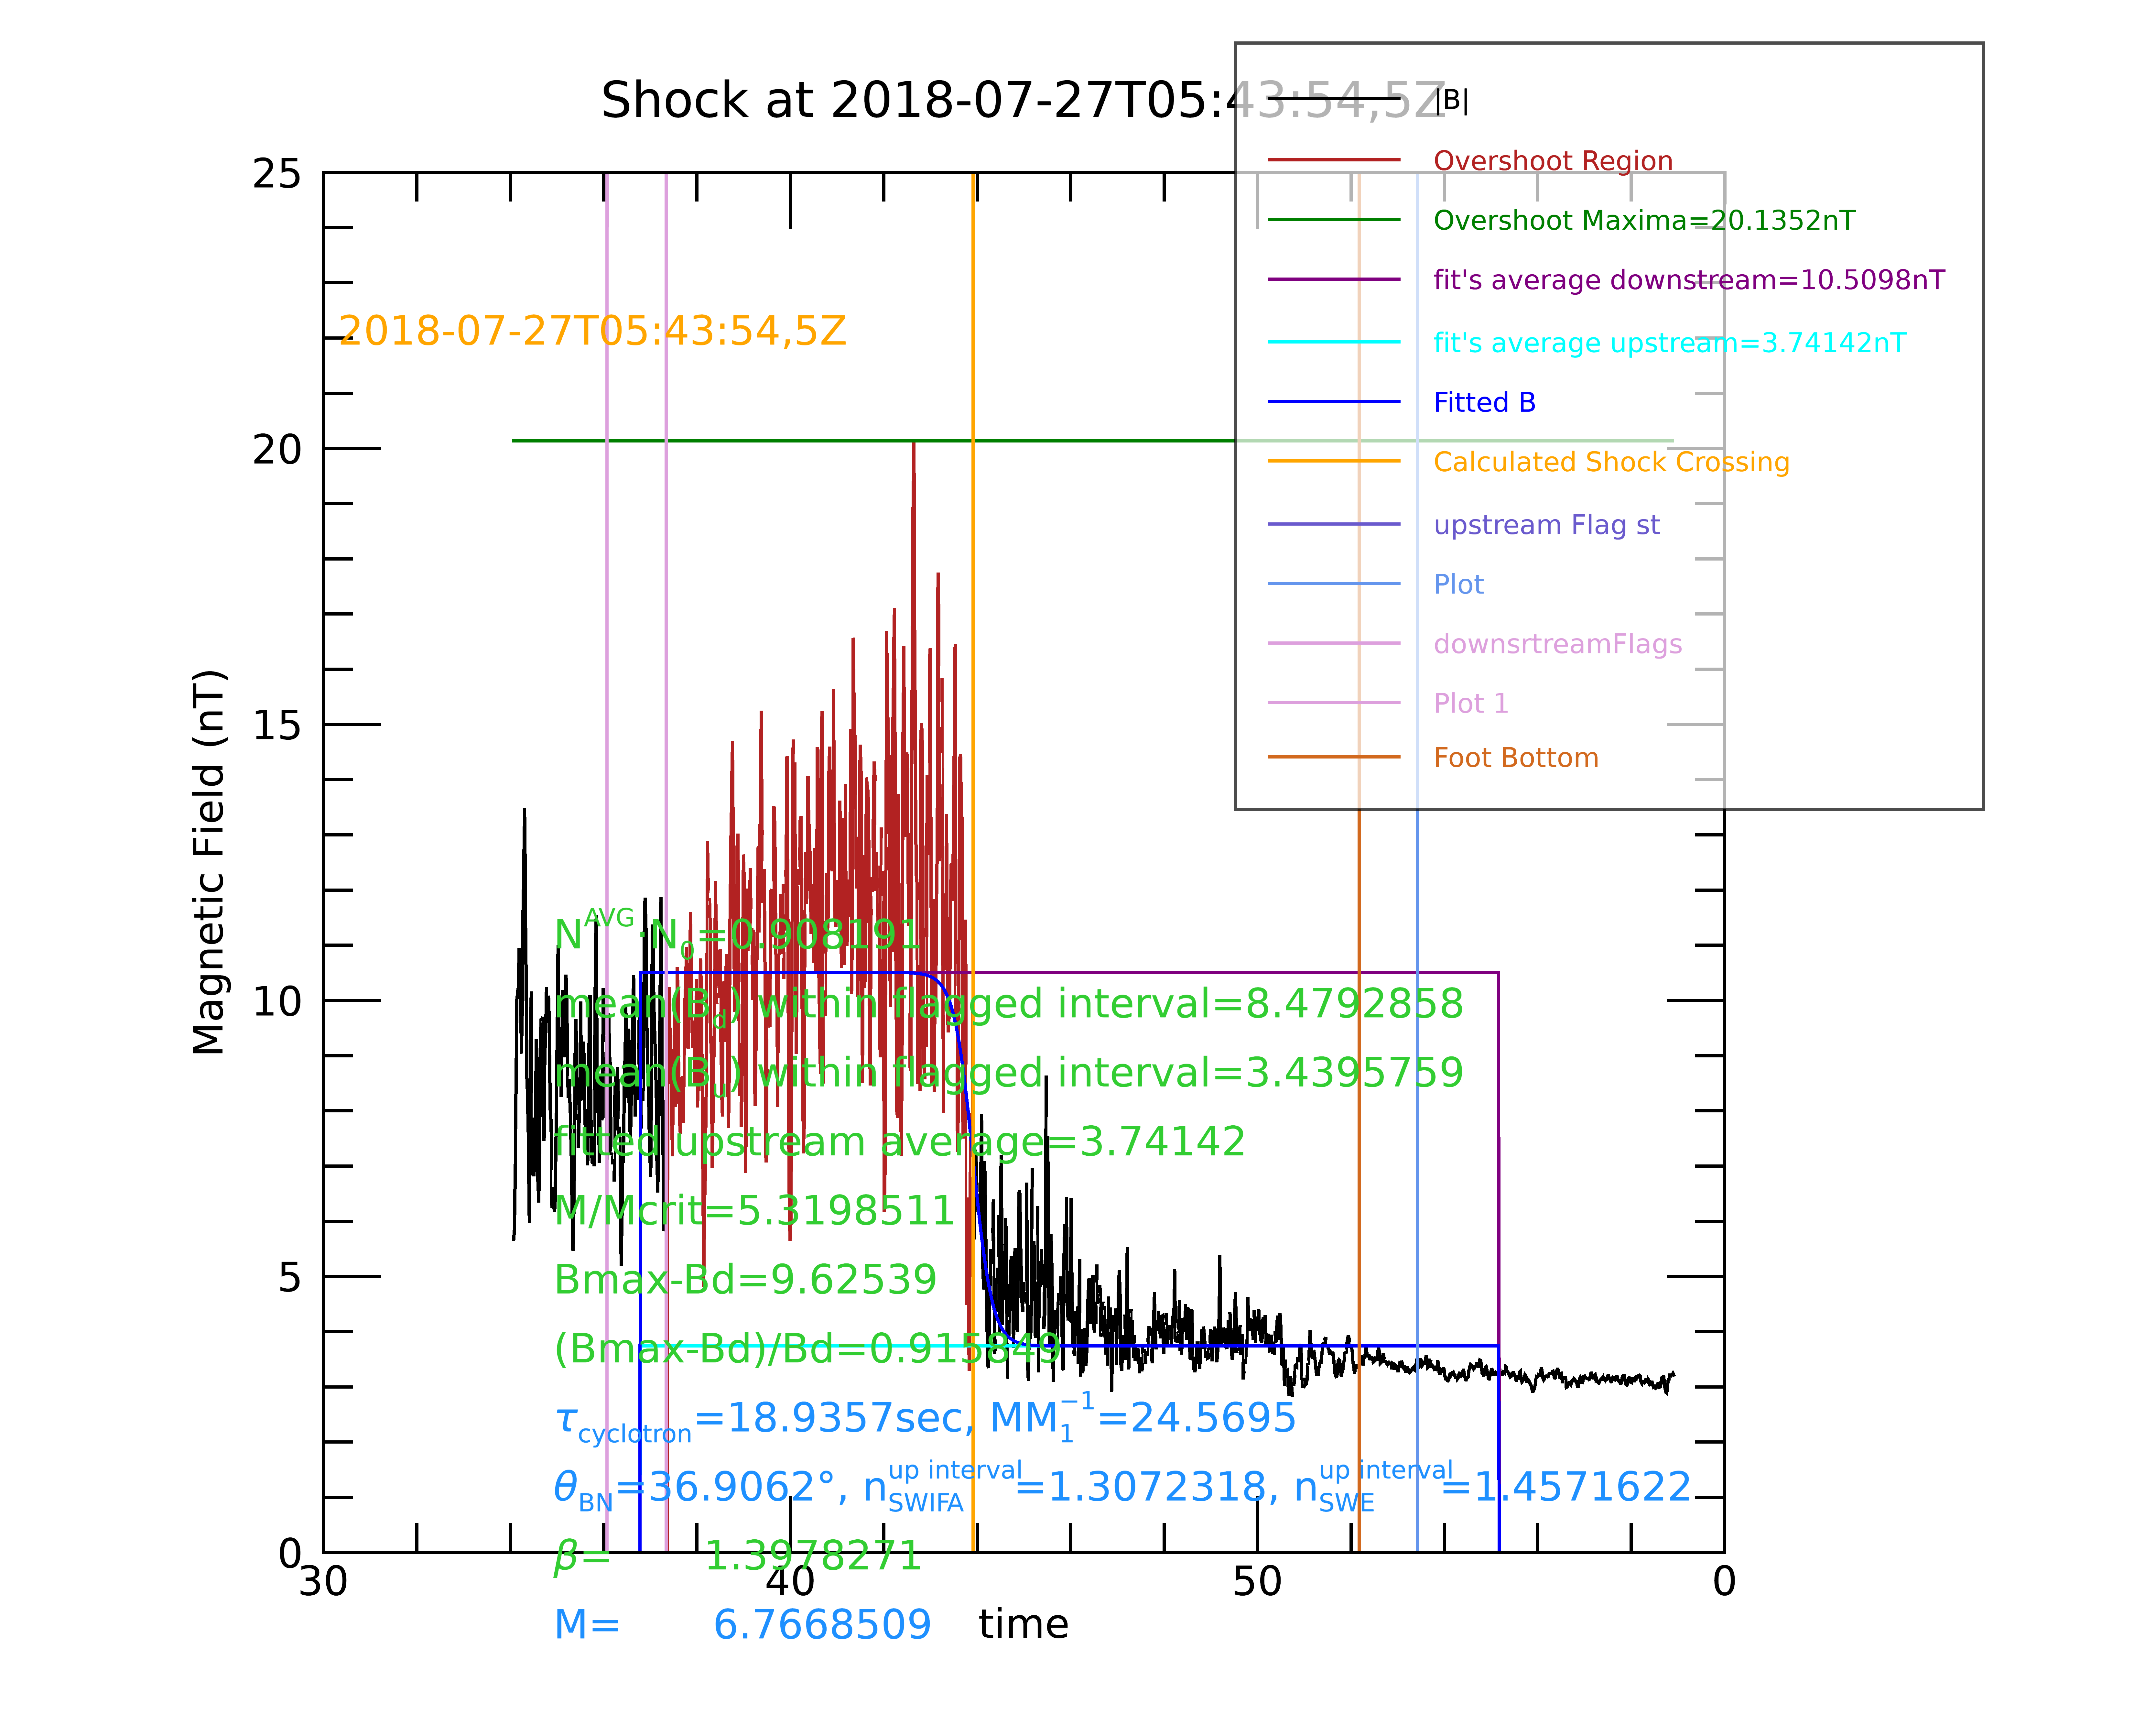 Shock at 2018-07-27T05:43:54,5Z
|B|
Overshoot Region
Overshoot Maxima=20.1352nT
fit's average downstream=10.5098nT
fit's average upstream=3.74142nT
Fitted B
Calculated Shock Crossing
upstream Flag st
Plot
downsrtreamFlags
Plot 1
Foot Bottom
2018-07-27T05:43:54,5Z
25
20
15
10
5
0
Magnetic Field (nT)
N^AVG·N_0=0.908191
mean(B_d) within flagged interval=8.4792858
mean(B_u) within flagged interval=3.4395759
fitted upstream average=3.74142
M/Mcrit=5.3198511
Bmax-Bd=9.62539
(Bmax-Bd)/Bd=0.915849
τ_cyclotron=18.9357sec, MM_1^−1=24.5695
θ_BN=36.9062°, n_SWIFA^up interval=1.3072318, n_SWE^up interval=1.4571622
β= 1.3978271
30 40 50 0
M= 6.7668509
time